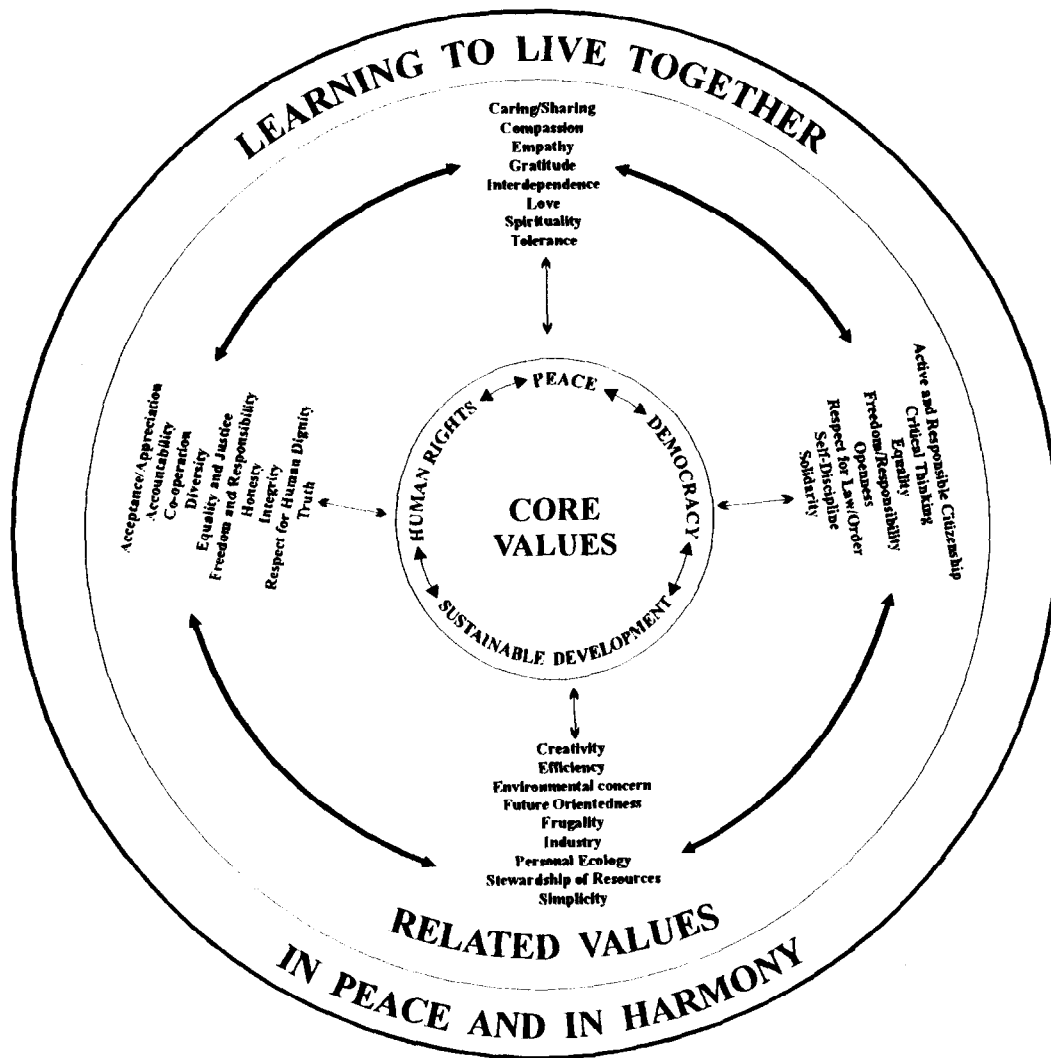 LEARNING TO LIVE TOGETHER
Caring/Sharing
Compassion
Empathy
Gratitude
Interdependence
Love
Spirituality
Tolerance
Acceptance/Appreciation
Accountability
Co-operation
Diversity
Equality and Justice
Freedom and Responsibility
Honesty
Integrity
Respect for Human Dignity
Truth
HUMAN RIGHTS
PEACE
DEMOCRACY
SUSTAINABLE DEVELOPMENT
CORE
VALUES
Active and Responsible Citizenship
Critical Thinking
Equality
Freedom/Responsibility
Openness
Respect for Law/Order
Self-Discipline
Solidarity
Creativity
Efficiency
Environmental concern
Future Orientedness
Frugality
Industry
Personal Ecology
Stewardship of Resources
Simplicity
RELATED VALUES
IN PEACE AND IN HARMONY